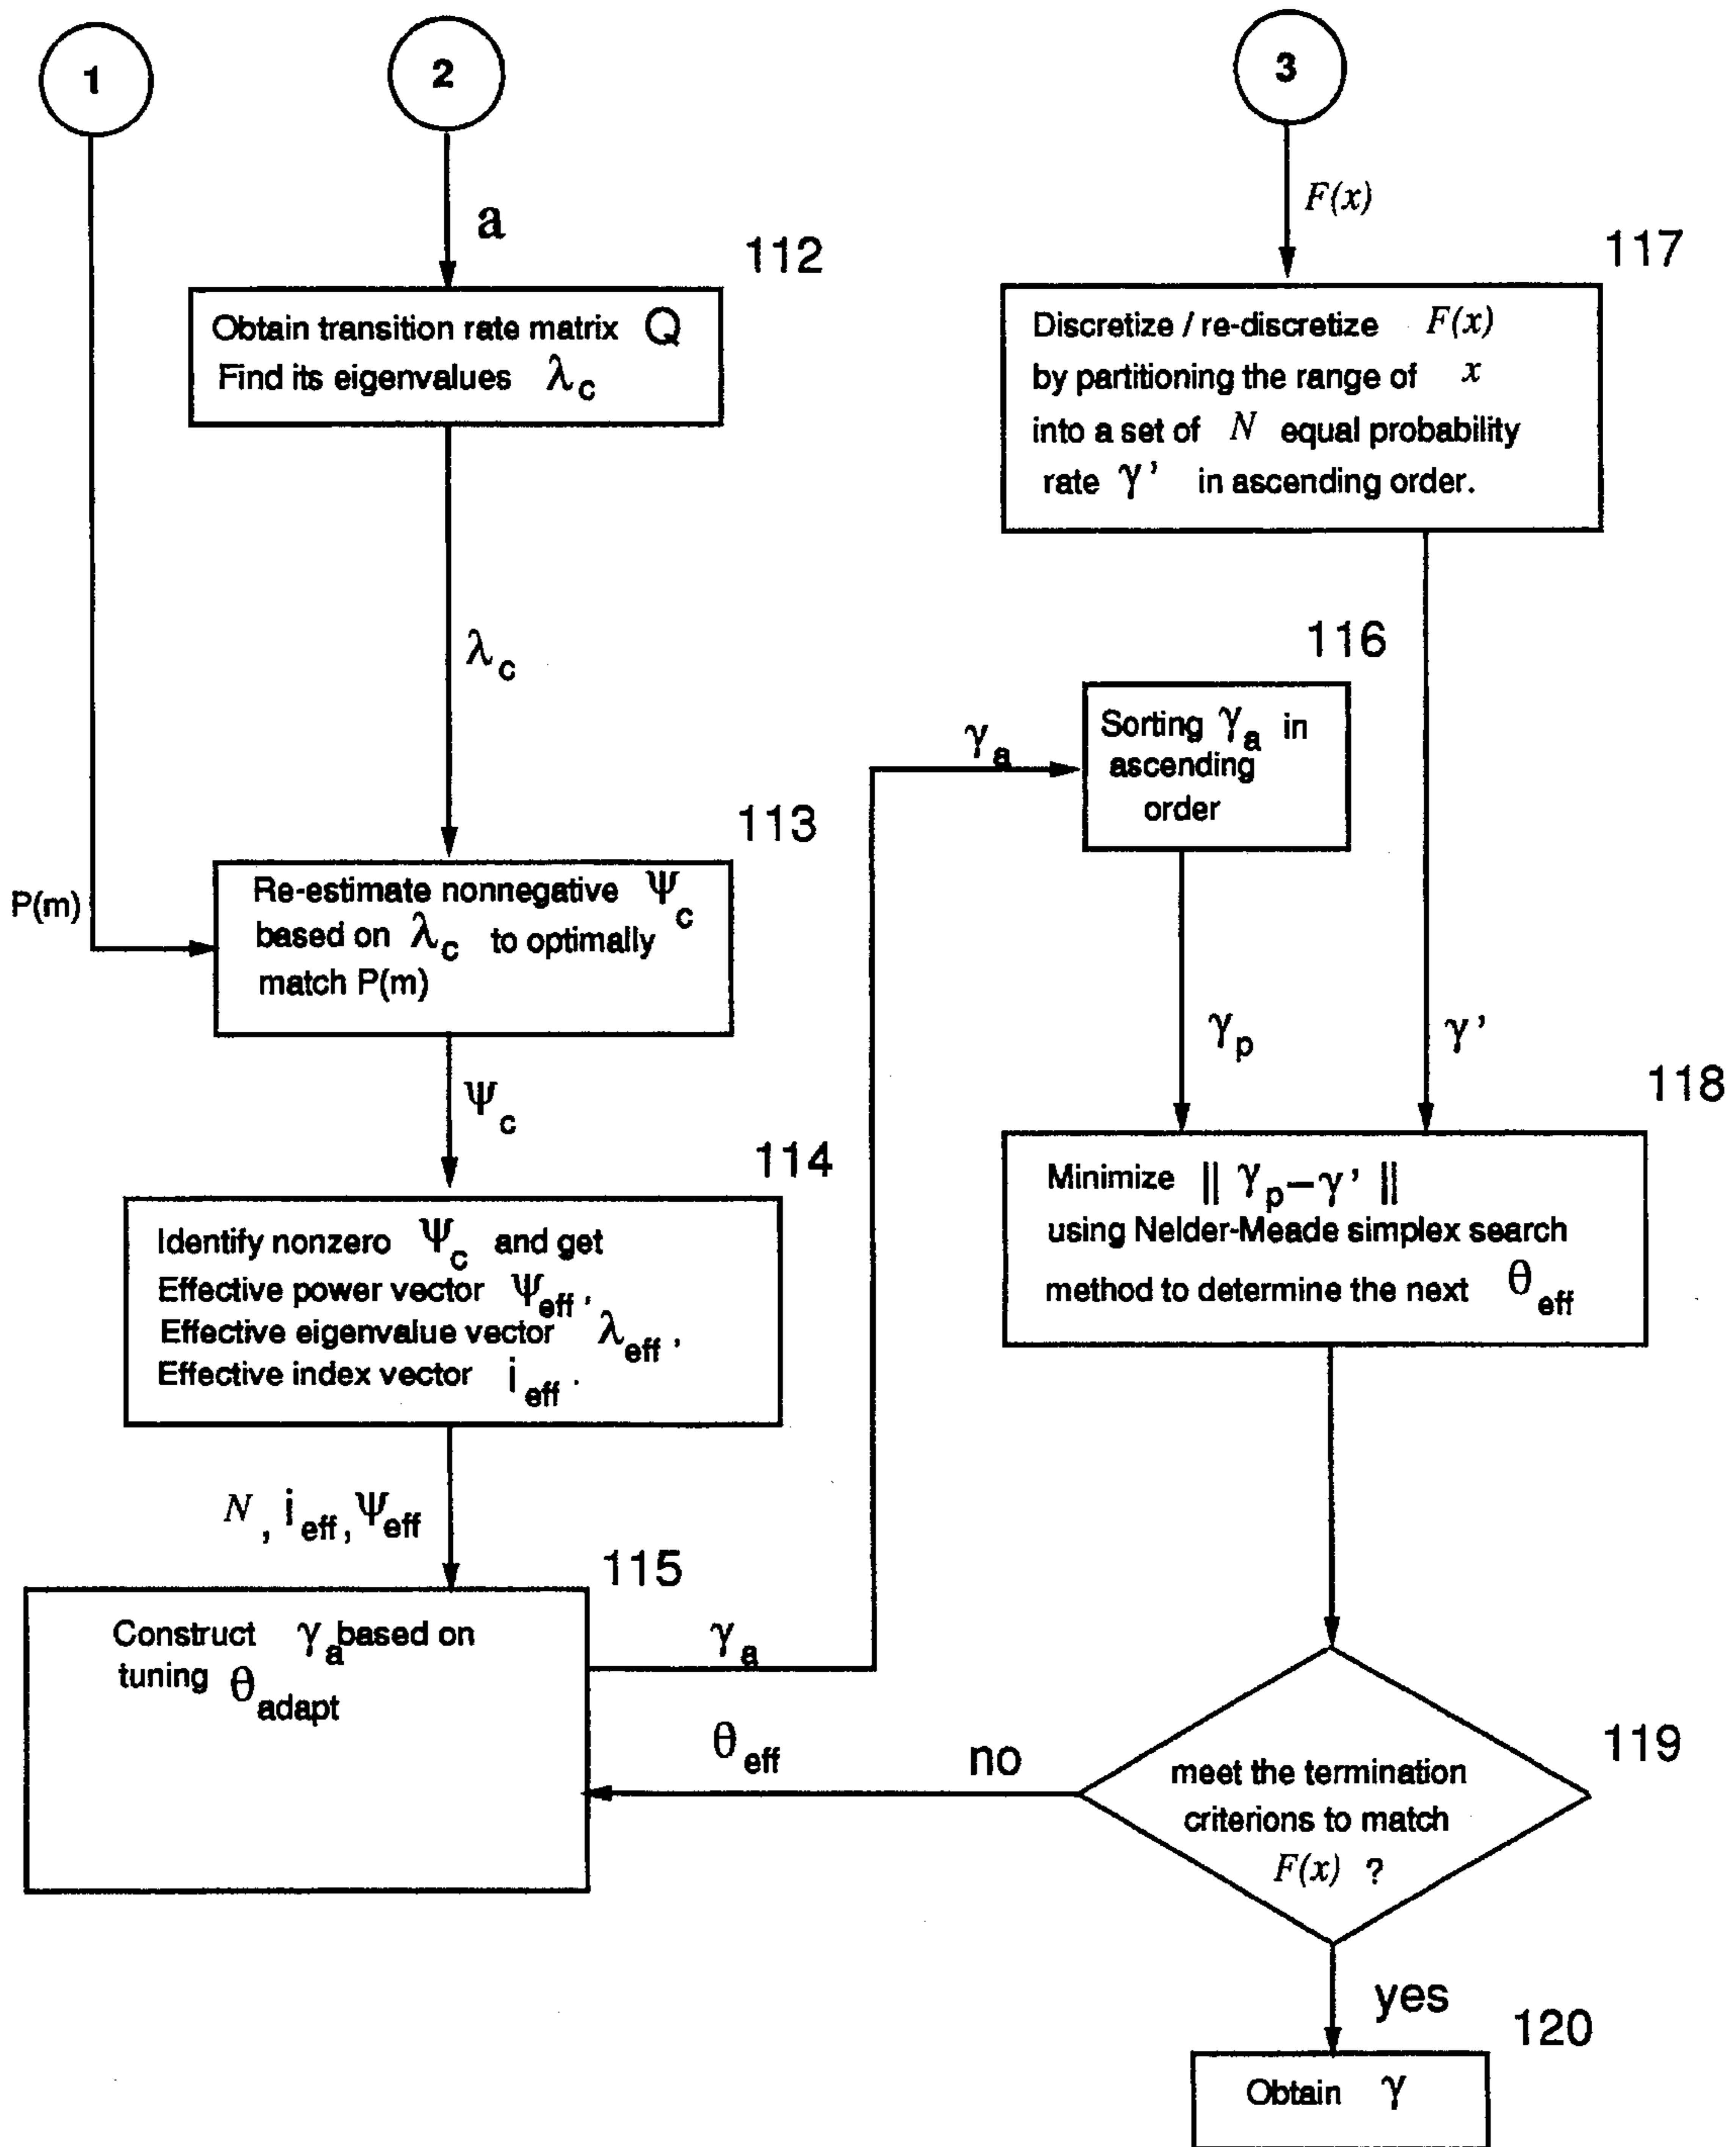 1
2
3
a
F(x)
112
Obtain transition rate matrix Q
Find its eigenvalues λc
117
Discretize / re-discretize F(x)
by partitioning the range of x
into a set of N equal probability
rate γ' in ascending order.
λc
116
Sorting γa in
ascending
order
γa
113
P(m)
Re-estimate nonnegative Ψc
based on λc to optimally
match P(m)
Ψc
γp
γ'
114
Identify nonzero Ψc and get
Effective power vector Ψeff,
Effective eigenvalue vector λeff,
Effective index vector ieff.
118
Minimize || γp – γ' ||
using Nelder-Meade simplex search
method to determine the next θeff
N, ieff, Ψeff
115
Construct γa based on
tuning θadapt
γa
θeff
no
119
meet the termination
criterions to match
F(x) ?
yes
120
Obtain γ